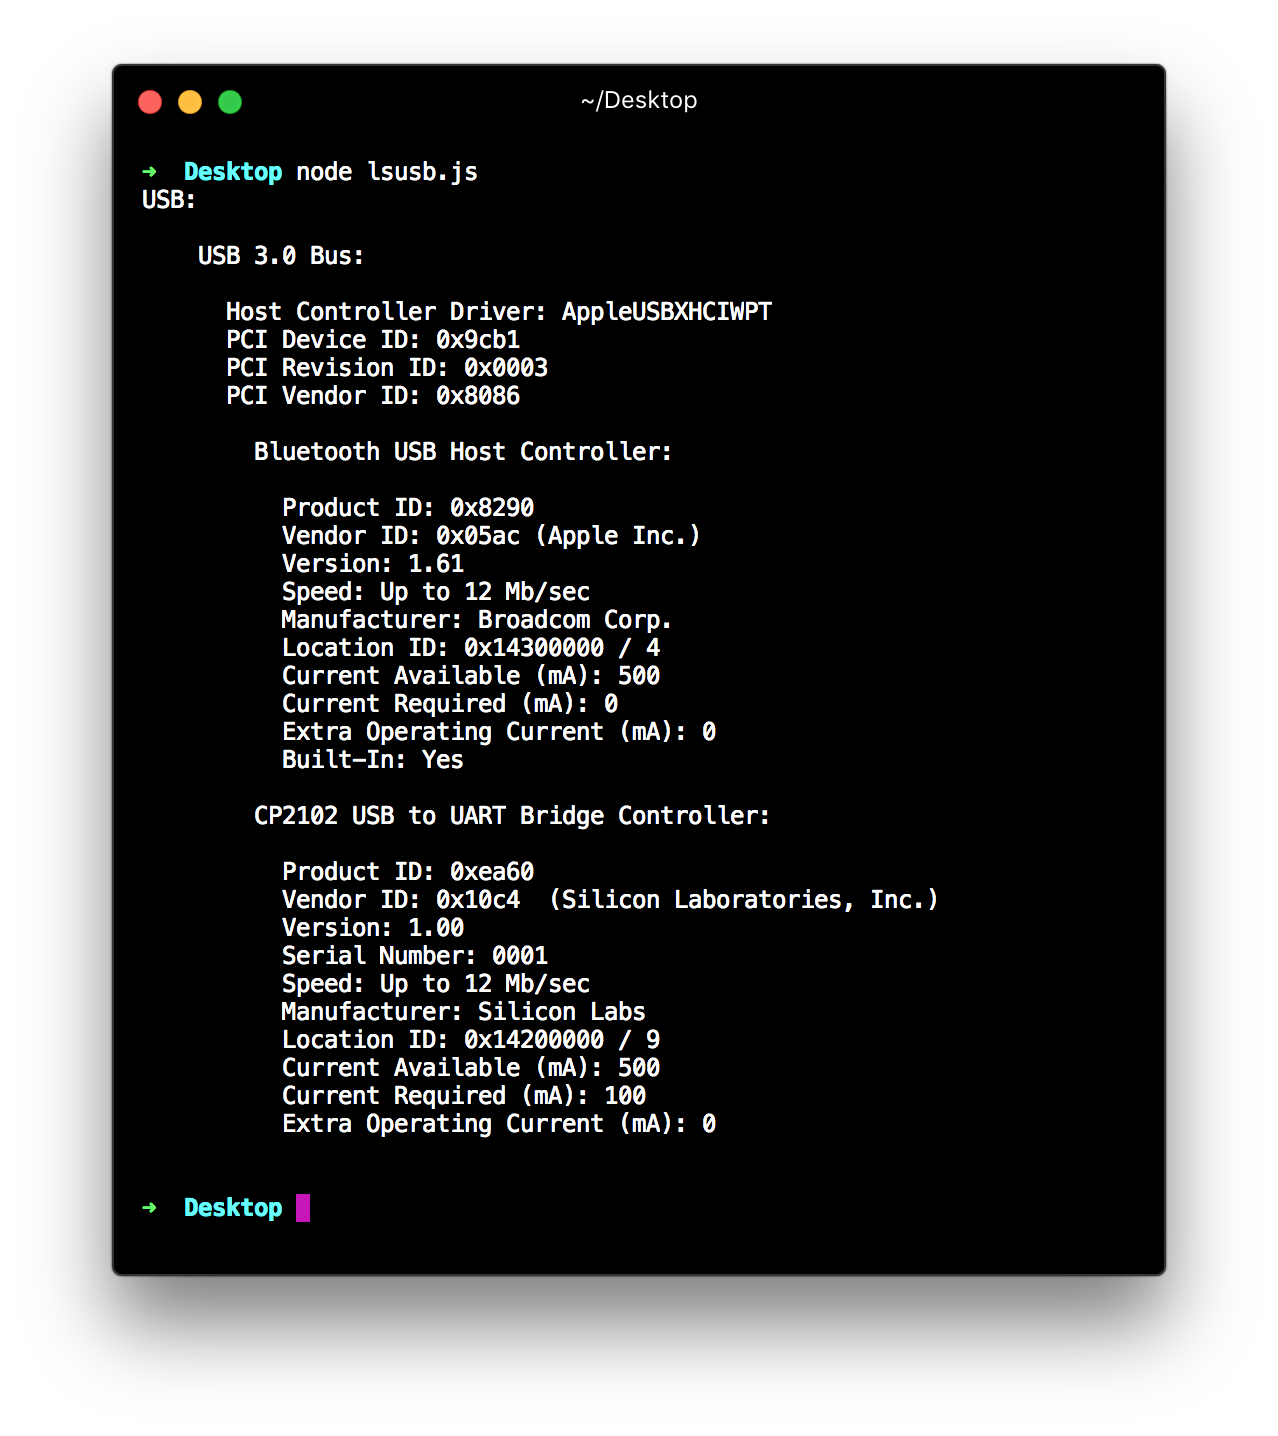 ~/Desktop
➜  Desktop node lsusb.js
USB:
USB 3.0 Bus:
Host Controller Driver: AppleUSBXHCIWPT
PCI Device ID: 0x9cb1
PCI Revision ID: 0x0003
PCI Vendor ID: 0x8086
Bluetooth USB Host Controller:
Product ID: 0x8290
Vendor ID: 0x05ac (Apple Inc.)
Version: 1.61
Speed: Up to 12 Mb/sec
Manufacturer: Broadcom Corp.
Location ID: 0x14300000 / 4
Current Available (mA): 500
Current Required (mA): 0
Extra Operating Current (mA): 0
Built-In: Yes
CP2102 USB to UART Bridge Controller:
Product ID: 0xea60
Vendor ID: 0x10c4  (Silicon Laboratories, Inc.)
Version: 1.00
Serial Number: 0001
Speed: Up to 12 Mb/sec
Manufacturer: Silicon Labs
Location ID: 0x14200000 / 9
Current Available (mA): 500
Current Required (mA): 100
Extra Operating Current (mA): 0
➜  Desktop